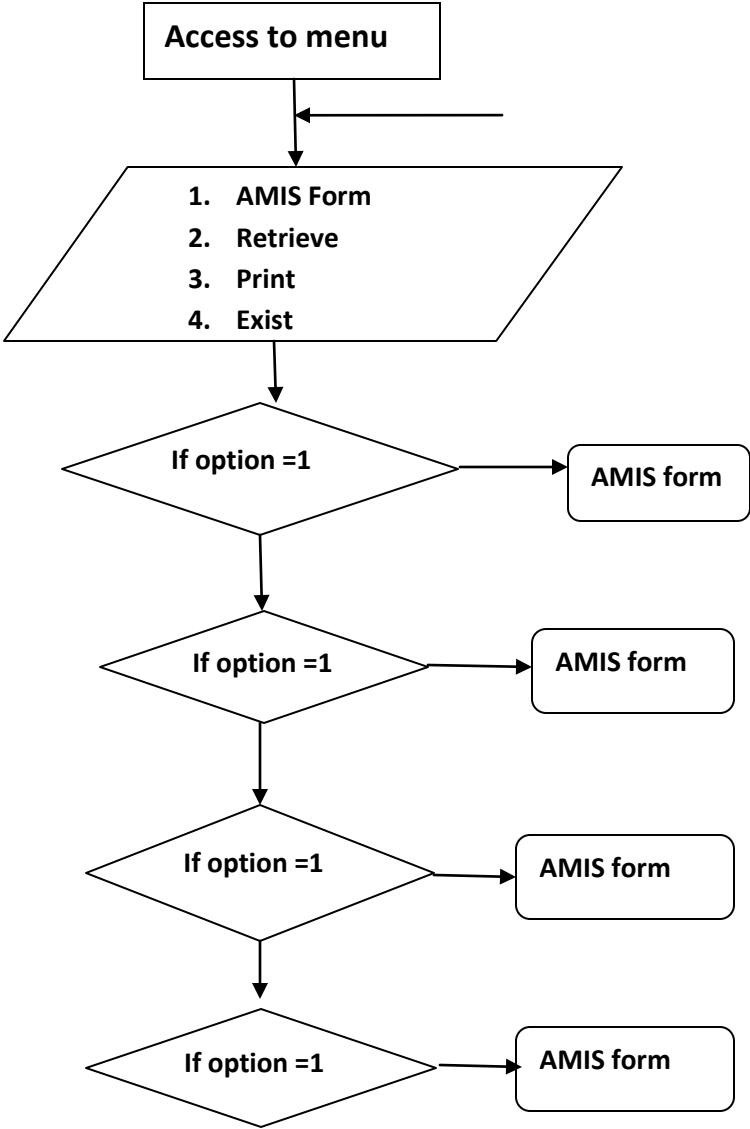 Access to menu
1. AMIS Form
2. Retrieve
3. Print
4. Exist
If option =1
AMIS form
If option =1
AMIS form
If option =1
AMIS form
If option =1
AMIS form